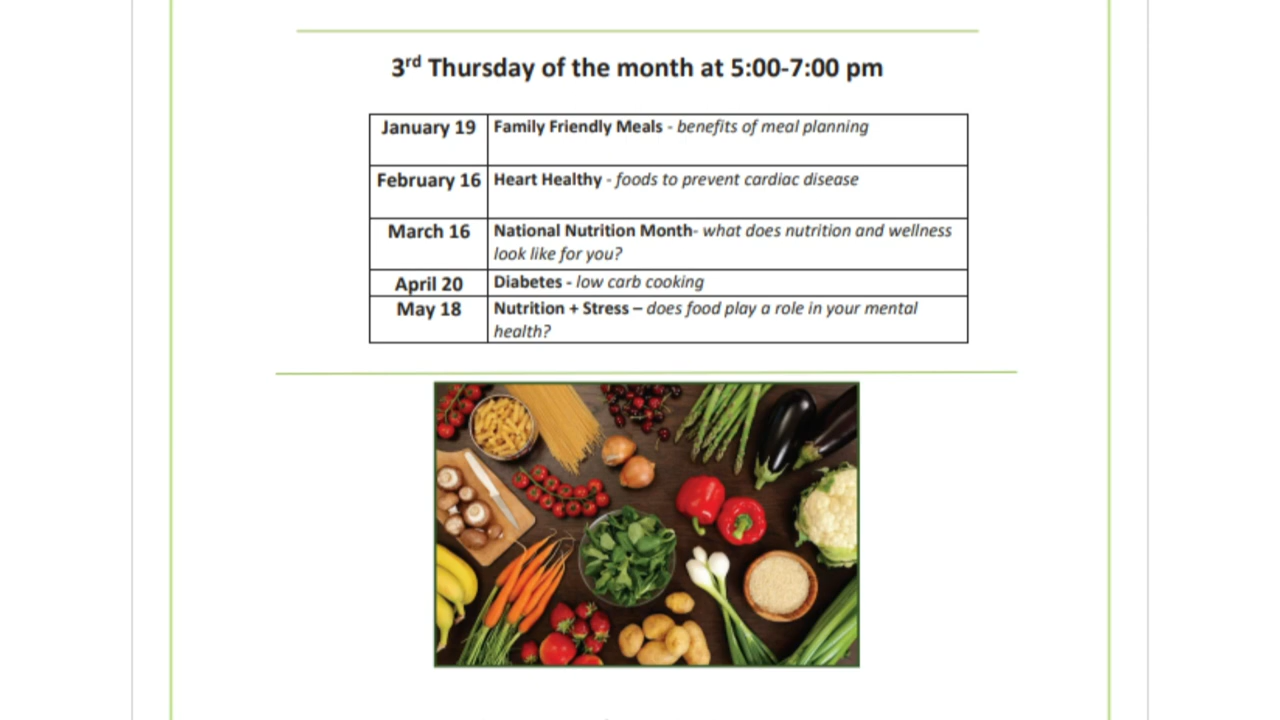 3rd Thursday of the month at 5:00-7:00 pm
January 19 Family Friendly Meals - benefits of meal planning
February 16 Heart Healthy - foods to prevent cardiac disease
March 16 National Nutrition Month- what does nutrition and wellness
look like for you?
April 20 Diabetes - low carb cooking
May 18 Nutrition + Stress – does food play a role in your mental
health?